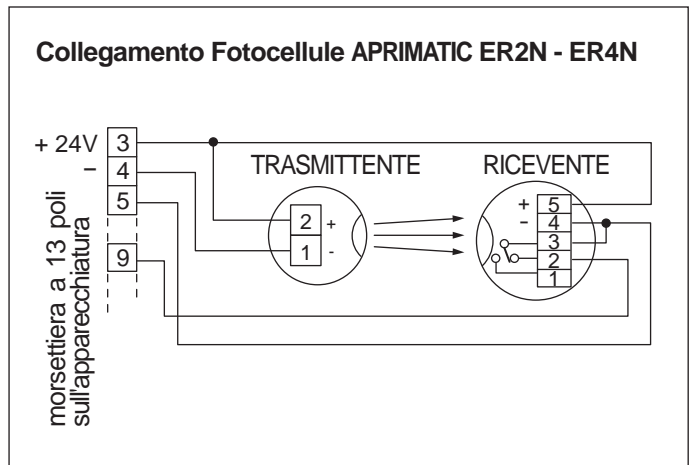 Collegamento Fotocellule APRIMATIC ER2N - ER4N
+ 24V 3
− 4
5
9
morsettiera a 13 poli
sull'apparecchiatura
TRASMITTENTE
2 +
1 -
RICEVENTE
+ 5
- 4
3
2
1